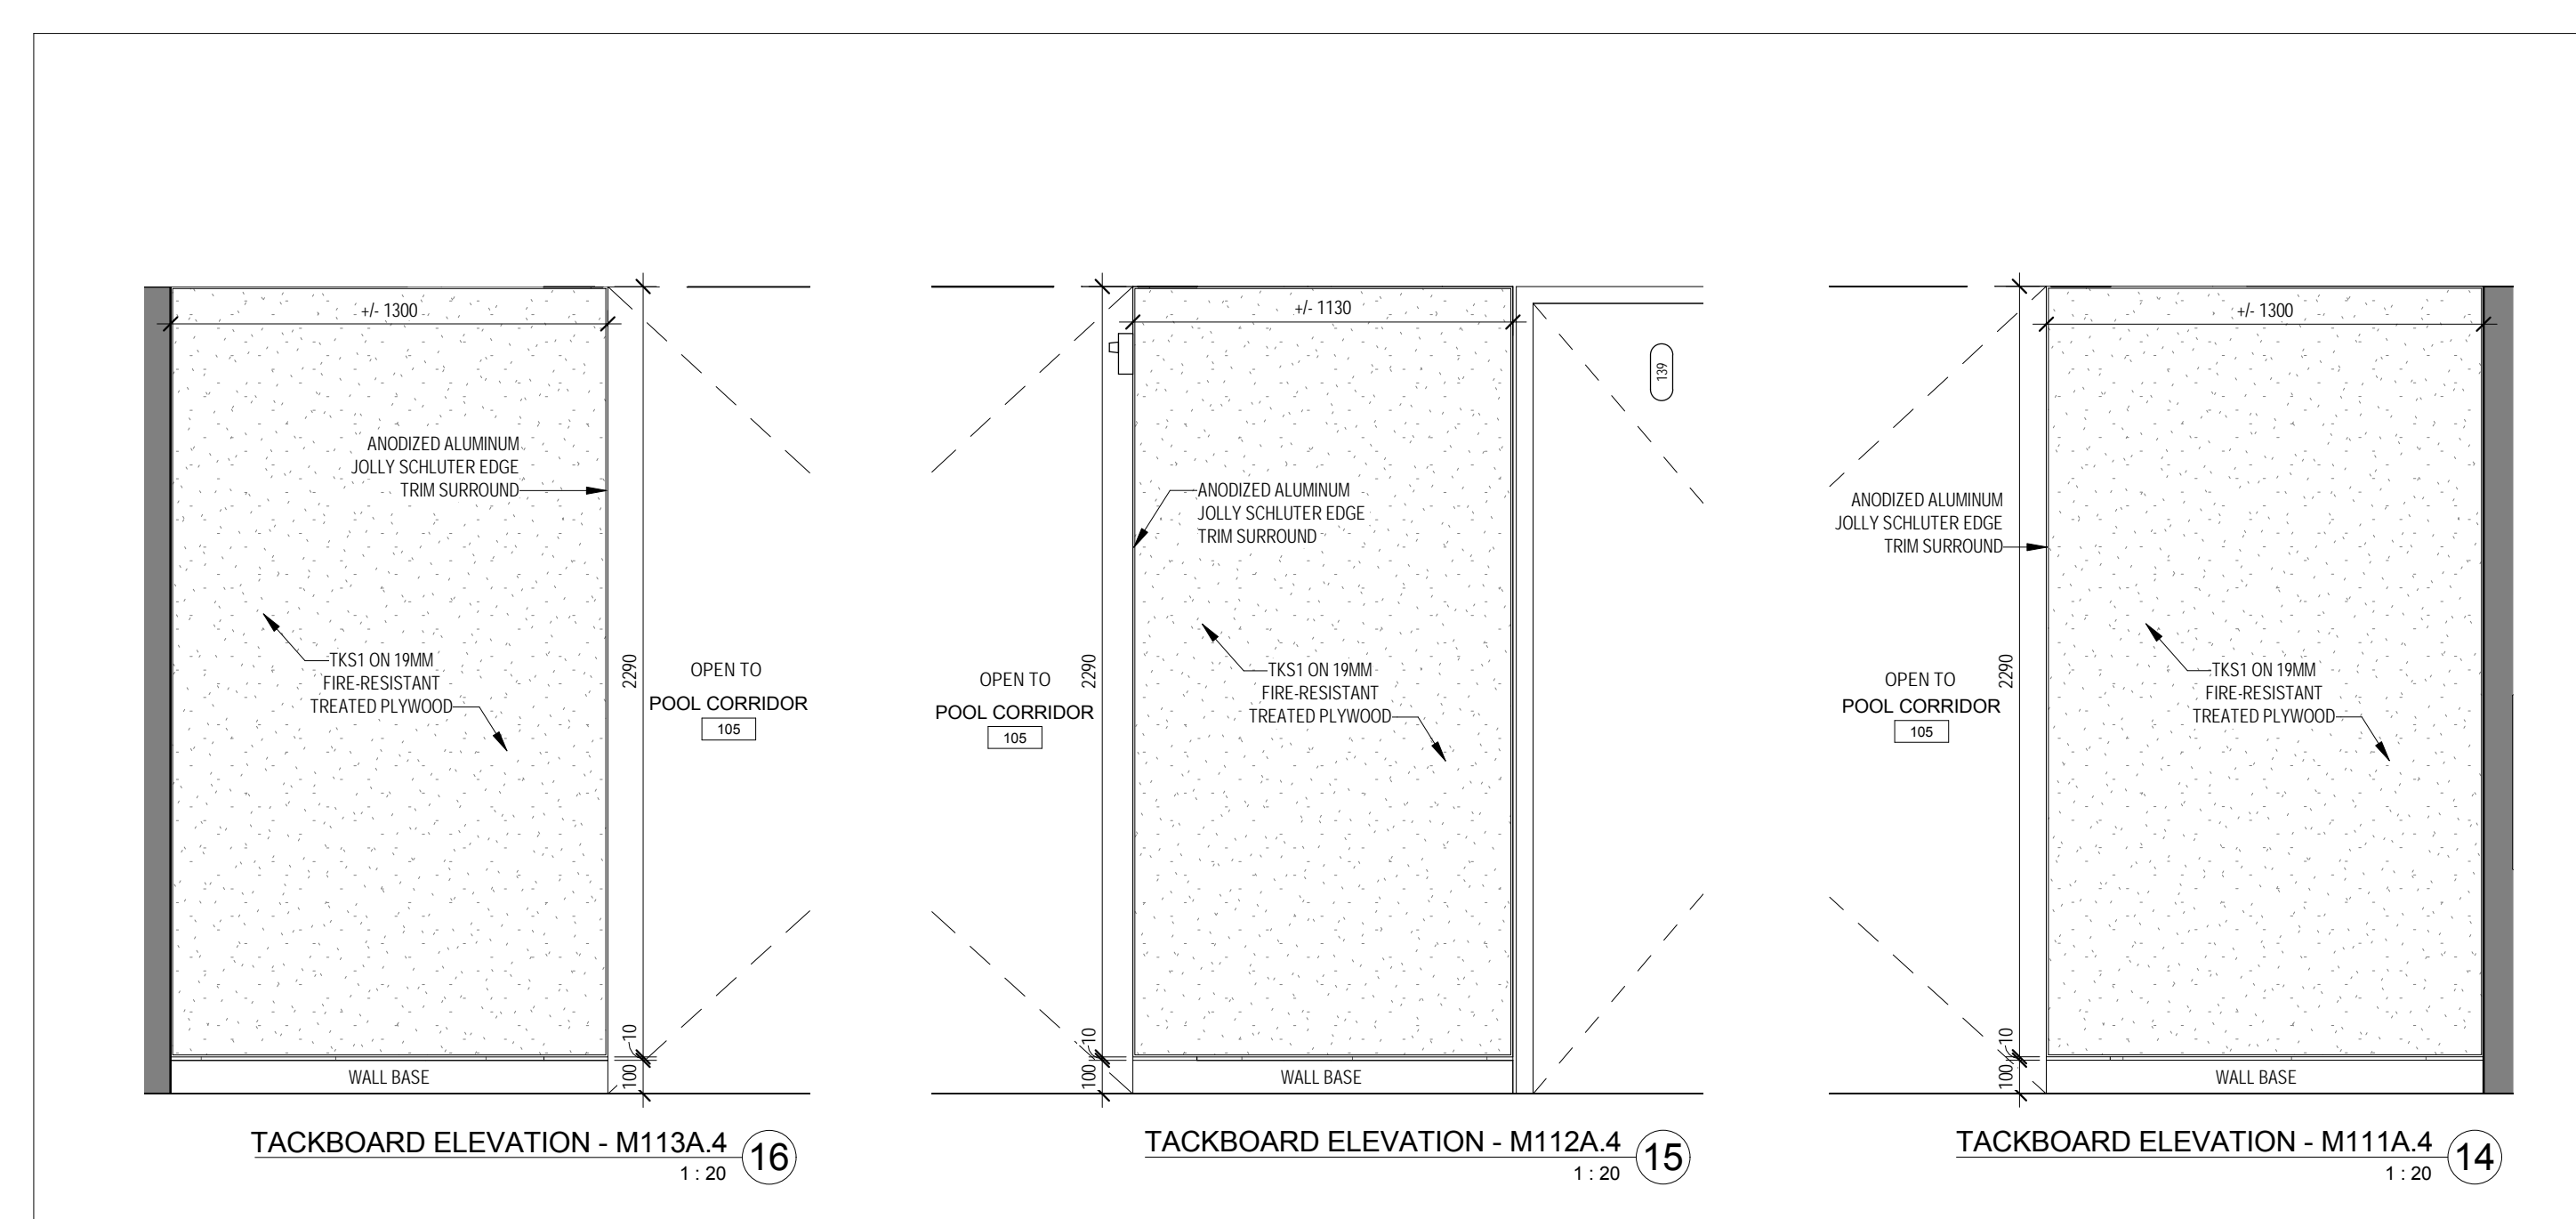 +/- 1300
ANODIZED ALUMINUM
JOLLY SCHLUTER EDGE
TRIM SURROUND
TKS1 ON 19MM
FIRE-RESISTANT
TREATED PLYWOOD
2290
10
100
OPEN TO
POOL CORRIDOR
105
WALL BASE
TACKBOARD ELEVATION - M113A.4
1 : 20
16
+/- 1130
139
ANODIZED ALUMINUM
JOLLY SCHLUTER EDGE
TRIM SURROUND
OPEN TO
POOL CORRIDOR
105
2290
10
100
TKS1 ON 19MM
FIRE-RESISTANT
TREATED PLYWOOD
WALL BASE
TACKBOARD ELEVATION - M112A.4
1 : 20
15
+/- 1300
ANODIZED ALUMINUM
JOLLY SCHLUTER EDGE
TRIM SURROUND
OPEN TO
POOL CORRIDOR
105
2290
10
100
TKS1 ON 19MM
FIRE-RESISTANT
TREATED PLYWOOD
WALL BASE
TACKBOARD ELEVATION - M111A.4
1 : 20
14